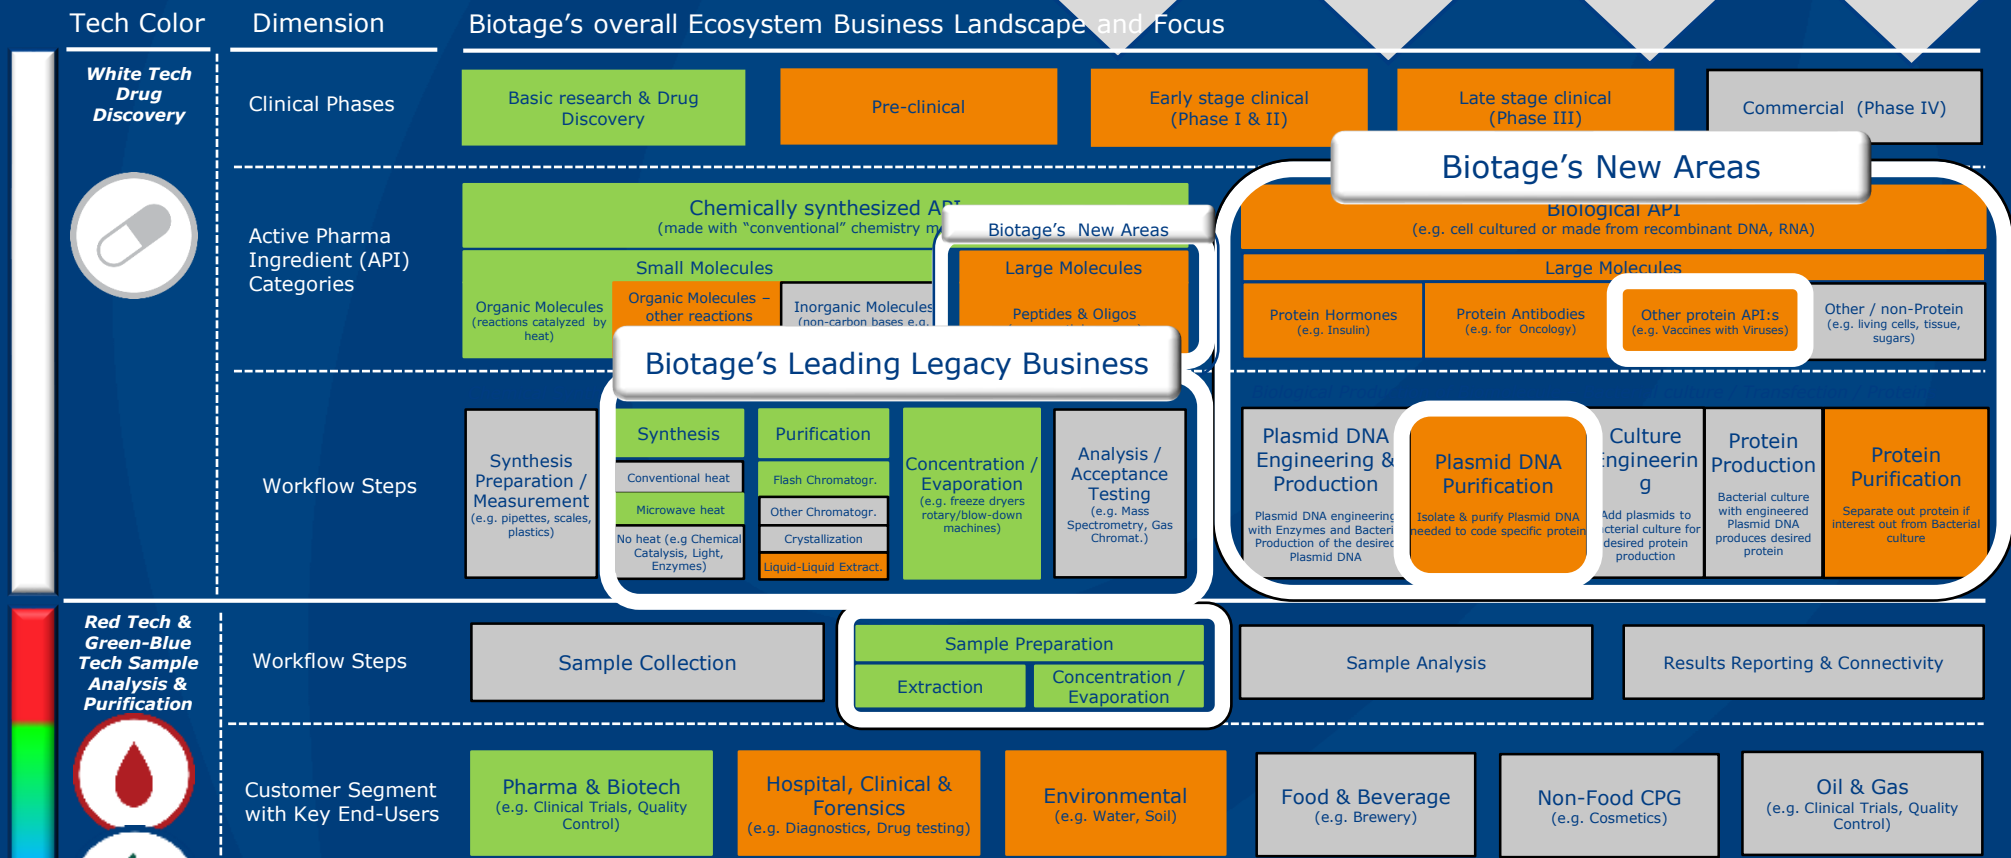 Tech Color
Dimension
Biotage’s overall Ecosystem Business Landscape and Focus
White Tech
Drug
Discovery
Clinical Phases
Basic research & Drug
Discovery
Pre-clinical
Early stage clinical
(Phase I & II)
Late stage clinical
(Phase III)
Commercial (Phase IV)
Biotage’s New Areas
Active Pharma
Ingredient (API)
Categories
Chemically synthesized API
(made with “conventional” chemistry
Biotage’s New Areas
Small Molecules
Large Molecules
Organic Molecules
(reactions catalyzed by
heat)
Organic Molecules –
other reactions
Inorganic Molecules
(non-carbon bases e.g.
Peptides & Oligos
Biological API
(e.g. cell cultured or made from recombinant DNA, RNA)
Large Molecules
Protein Hormones
(e.g. Insulin)
Protein Antibodies
(e.g. for Oncology)
Other protein API:s
(e.g. Vaccines with Viruses)
Other / non-Protein
(e.g. living cells, tissue,
sugars)
Biotage’s Leading Legacy Business
Workflow Steps
Synthesis
Preparation /
Measurement
(e.g. pipettes, scales,
plastics)
Synthesis
Conventional heat
Microwave heat
No heat (e.g Chemical
Catalysis, Light,
Enzymes)
Purification
Flash Chromatogr.
Other Chromatogr.
Crystallization
Liquid-Liquid Extract.
Concentration /
Evaporation
(e.g. freeze dryers
rotary/blow-down
machines)
Analysis /
Acceptance
Testing
(e.g. Mass
Spectrometry, Gas
Chromat.)
Plasmid DNA
Engineering &
Production
Plasmid DNA engineering
with Enzymes and Bacteri
Production of the desired
Plasmid DNA
Plasmid DNA
Purification
Isolate & purify Plasmid DNA
needed to code specific protein
Culture
Engineerin
g
Add plasmids to
acterial culture for
desired protein
production
Protein
Production
Bacterial culture
with engineered
Plasmid DNA
produces desired
protein
Protein
Purification
Separate out protein if
interest out from Bacterial
culture
Red Tech &
Green-Blue
Tech Sample
Analysis &
Purification
Workflow Steps
Sample Collection
Sample Preparation
Extraction
Concentration /
Evaporation
Sample Analysis
Results Reporting & Connectivity
Customer Segment
with Key End-Users
Pharma & Biotech
(e.g. Clinical Trials, Quality
Control)
Hospital, Clinical &
Forensics
(e.g. Diagnostics, Drug testing)
Environmental
(e.g. Water, Soil)
Food & Beverage
(e.g. Brewery)
Non-Food CPG
(e.g. Cosmetics)
Oil & Gas
(e.g. Clinical Trials, Quality
Control)